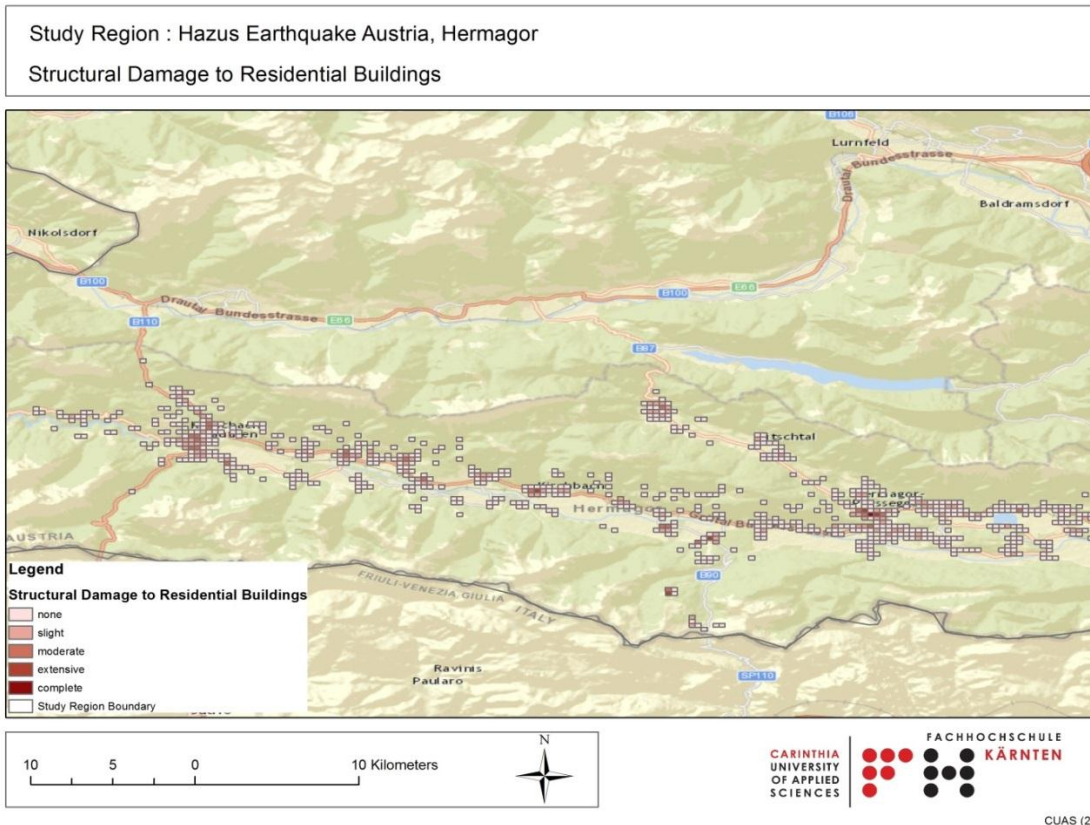 Study Region : Hazus Earthquake Austria, Hermagor
Structural Damage to Residential Buildings
B106
Lurnfeld
Drautal Bundesstrasse
Baldramsdorf
Nikolsdorf
B100
E66
B100
Drautal Bundesstrasse
E66
B110
B87
Hermagor
AUSTRIA
FRIULI-VENEZIA GIULIA
ITALY
B90
Ravinis
Paularo
SP110
Legend
Structural Damage to Residential Buildings
none
slight
moderate
extensive
complete
Study Region Boundary
10 5 0 10 Kilometers
N
CARINTHIA
UNIVERSITY
OF APPLIED
SCIENCES
FACHHOCHSCHULE
KÄRNTEN
CUAS (2